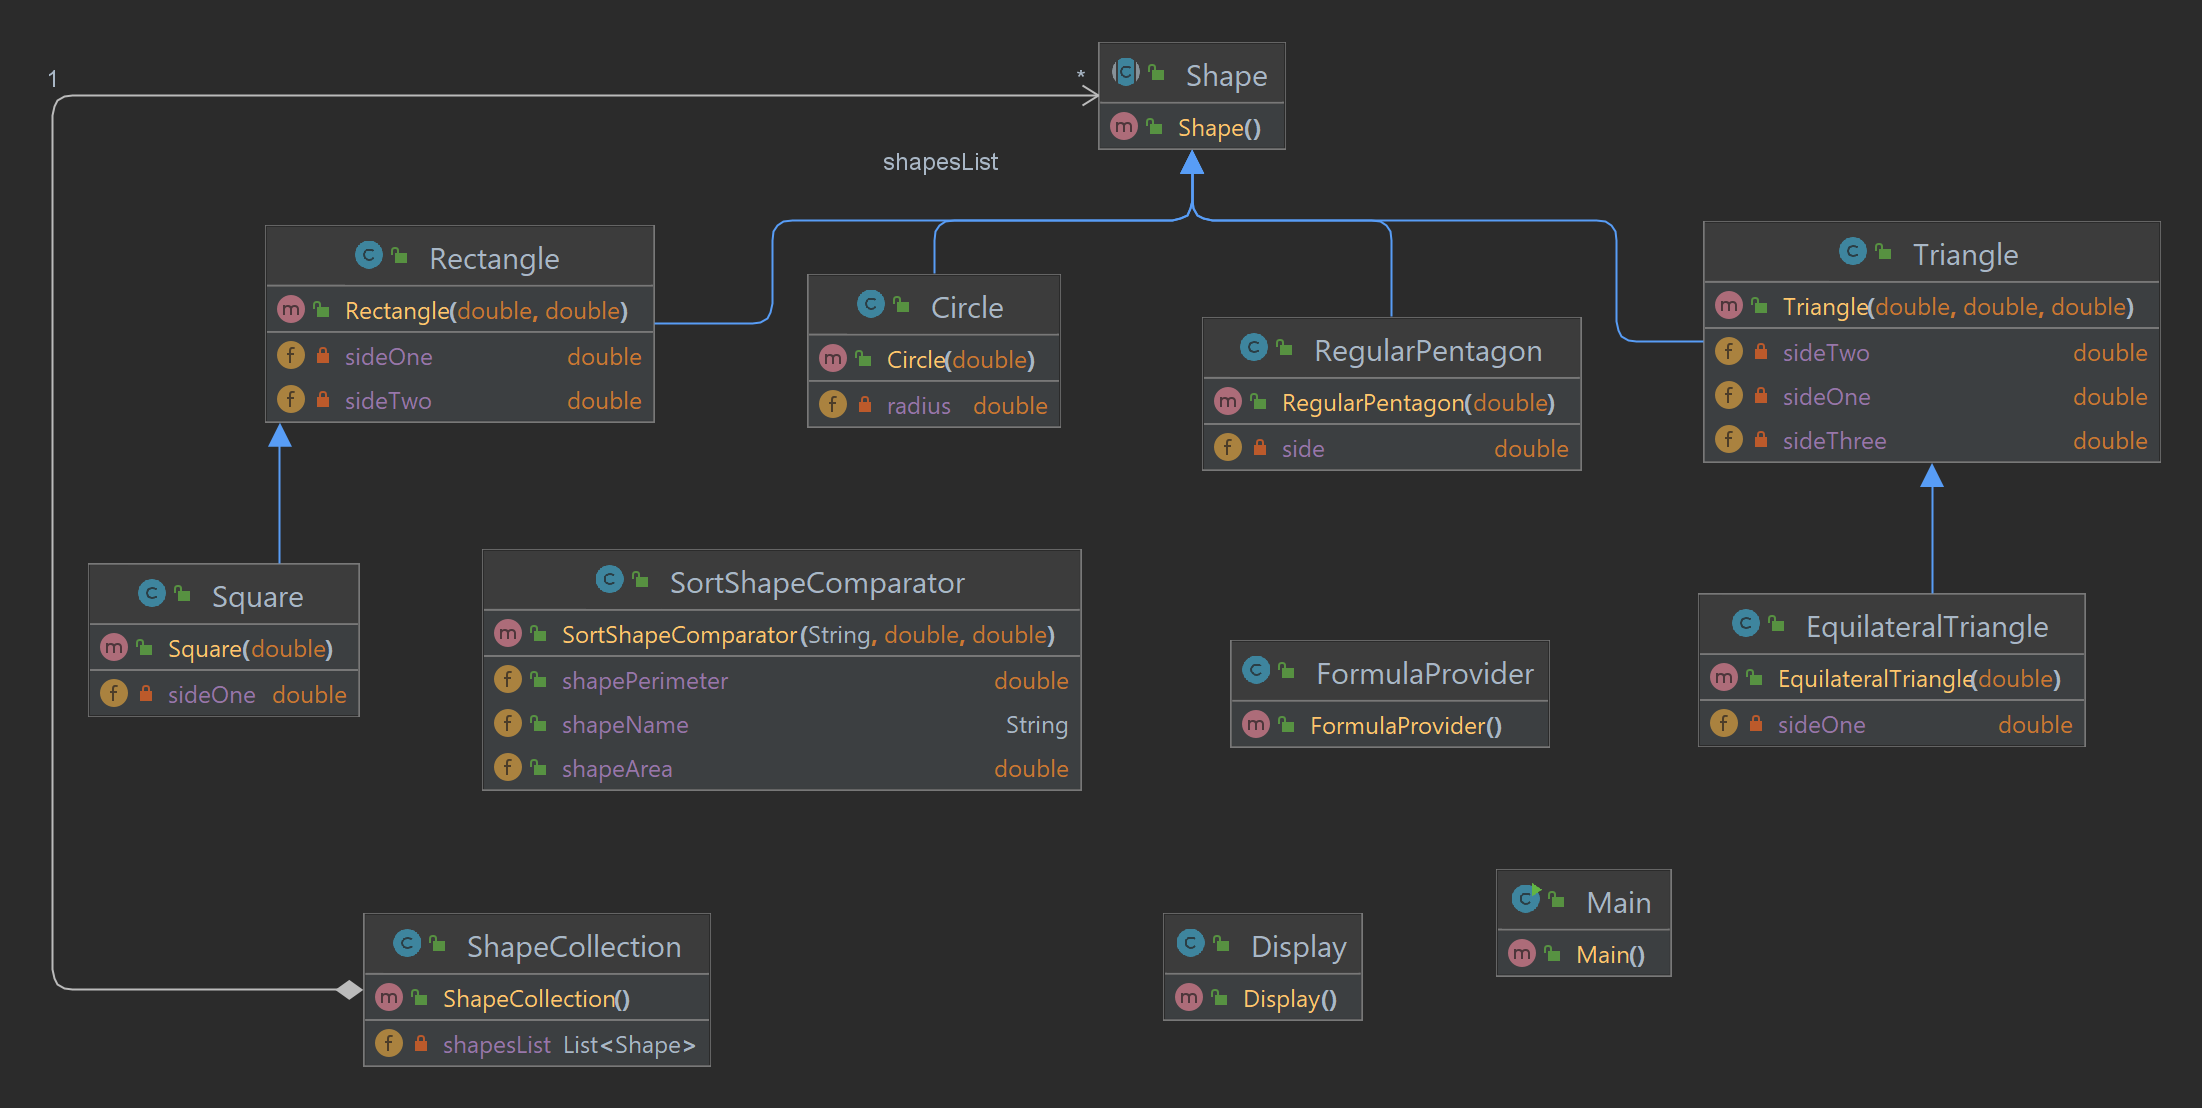 1
*
Shape
Shape()
shapesList
Rectangle
Rectangle(double, double)
sideOne double
sideTwo double
Circle
Circle(double)
radius double
RegularPentagon
RegularPentagon(double)
side double
Triangle
Triangle(double, double, double)
sideTwo double
sideOne double
sideThree double
Square
Square(double)
sideOne double
SortShapeComparator
SortShapeComparator(String, double, double)
shapePerimeter double
shapeName String
shapeArea double
FormulaProvider
FormulaProvider()
EquilateralTriangle
EquilateralTriangle(double)
sideOne double
ShapeCollection
ShapeCollection()
shapesList List<Shape>
Display
Display()
Main
Main()